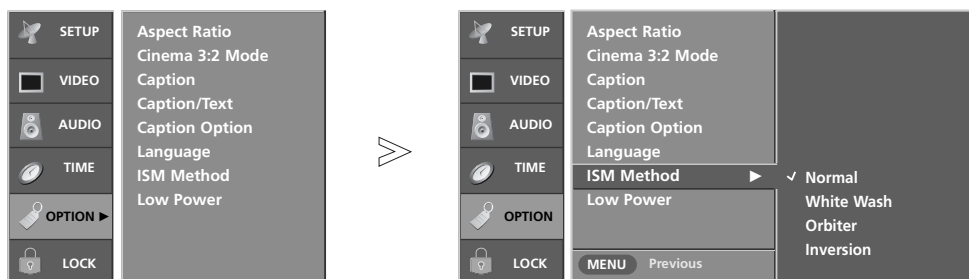 SETUP
VIDEO
AUDIO
TIME
OPTION ►
LOCK
Aspect Ratio
Cinema 3:2 Mode
Caption
Caption/Text
Caption Option
Language
ISM Method
Low Power
>
SETUP
VIDEO
AUDIO
TIME
OPTION
LOCK
Aspect Ratio
Cinema 3:2 Mode
Caption
Caption/Text
Caption Option
Language
ISM Method ►
Low Power
MENU Previous
✓ Normal
White Wash
Orbiter
Inversion